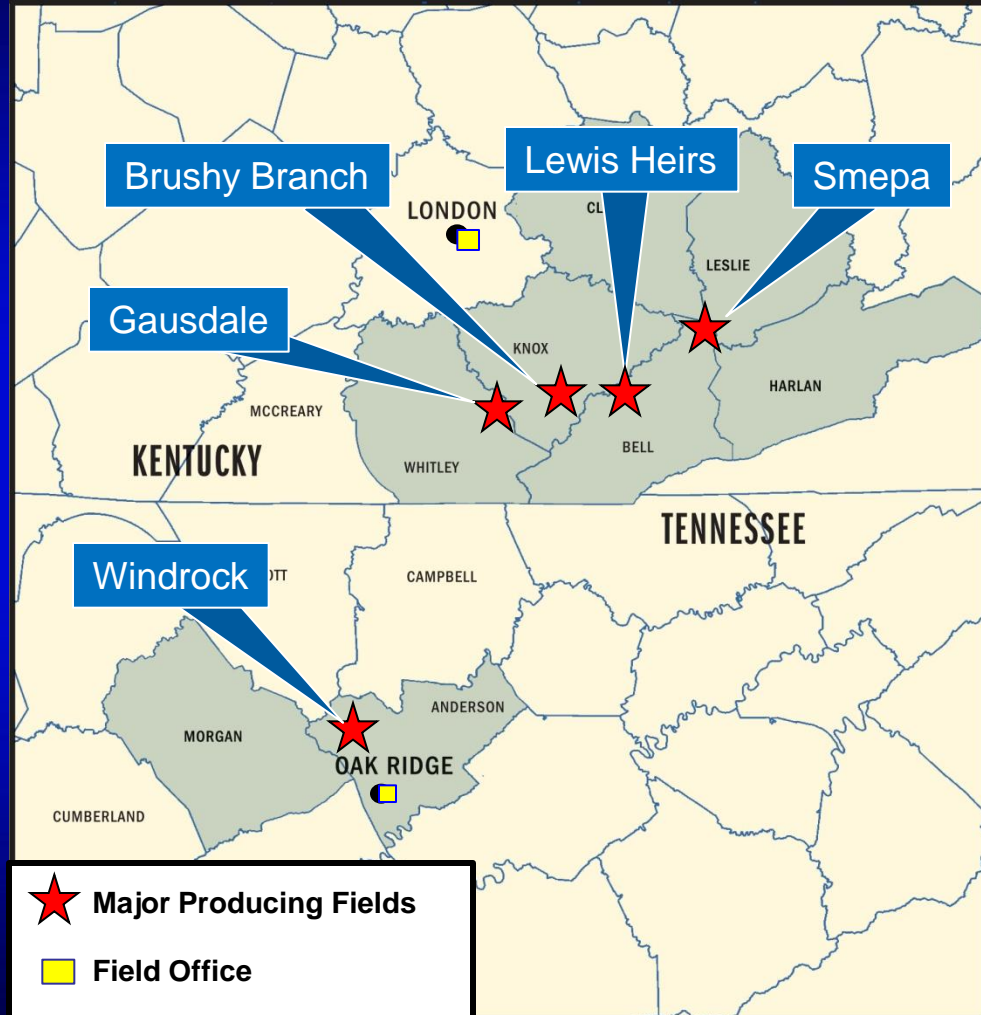 Lewis Heirs
Smepa
Brushy Branch
LONDON
CL
LESLIE
Gausdale
KNOX
HARLAN
MCCREARY
BELL
KENTUCKY
WHITLEY
TENNESSEE
Windrock
OTT
CAMPBELL
ANDERSON
MORGAN
OAK RIDGE
CUMBERLAND
Major Producing Fields
Field Office